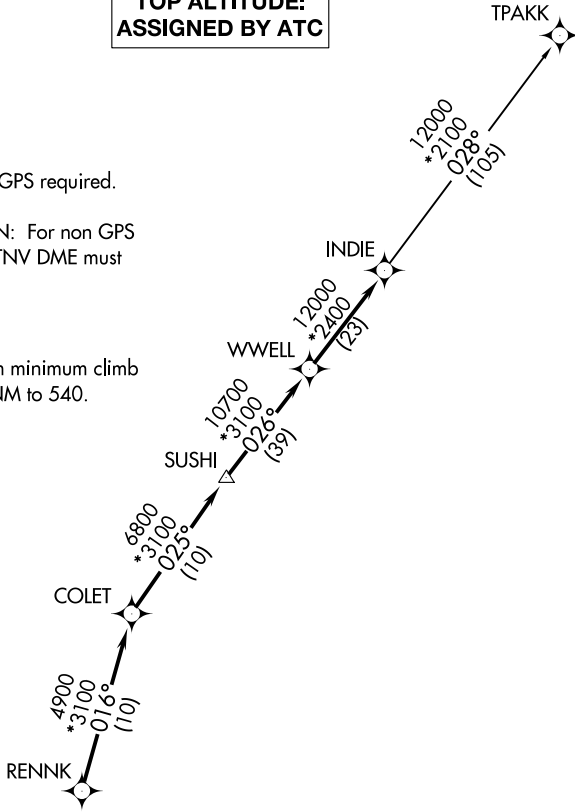 TOP ALTITUDE:
ASSIGNED BY ATC
TPAKK
12000
*2100
028°
(105)
GPS required.
N: For non GPS
TNV DME must
INDIE
12000
*2400
(23)
m minimum climb
NM to 540.
WWELL
10700
*3100
026°
(39)
SUSHI
6800
*3100
025°
(10)
COLET
4900
*3100
016°
(10)
RENNK